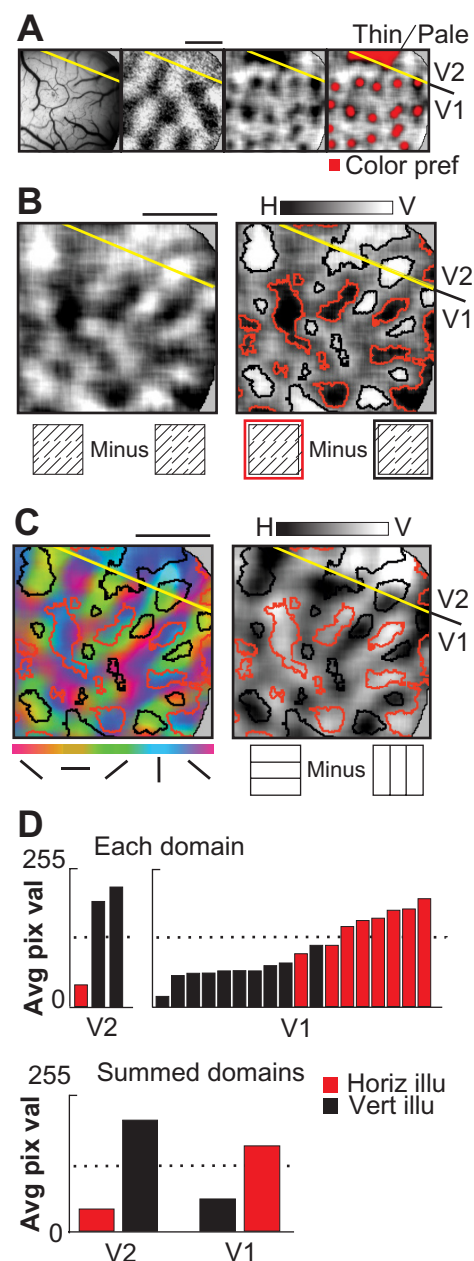 A
Thin/Pale
V2
V1
Color pref
B
H V
V2
V1
Minus Minus
C
H V
V2
V1
Minus
D
Each domain
255
Avg pix val
0
V2 V1
Summed domains
255
Horiz illu
Vert illu
Avg pix val
0
V2 V1